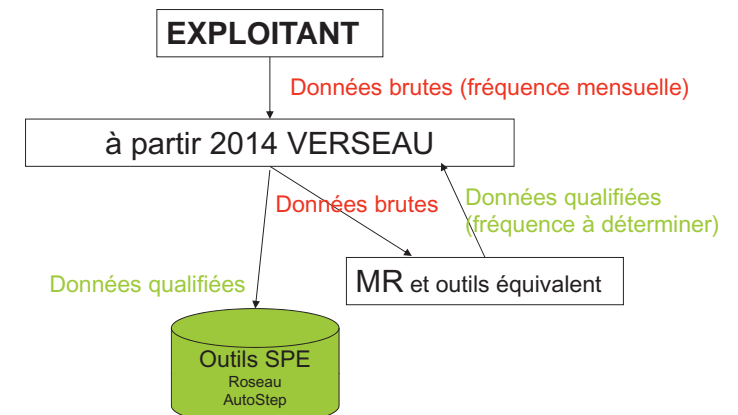 EXPLOITANT
Données brutes (fréquence mensuelle)
à partir 2014 VERSEAU
Données brutes
Données qualifiées
(fréquence à déterminer)
Données qualifiées
MR et outils équivalent
Outils SPE
Roseau
AutoStep